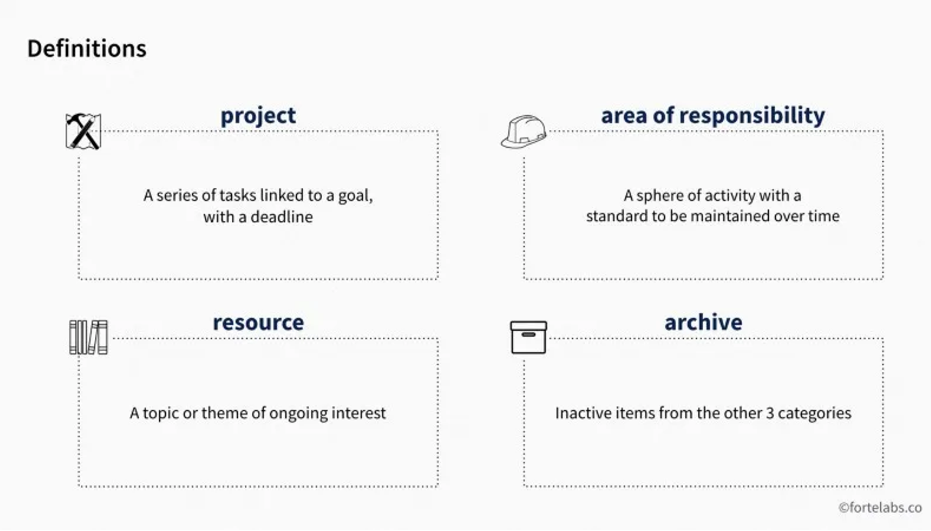 Definitions
project
A series of tasks linked to a goal,
with a deadline
area of responsibility
A sphere of activity with a
standard to be maintained over time
resource
A topic or theme of ongoing interest
archive
Inactive items from the other 3 categories
©fortelabs.co